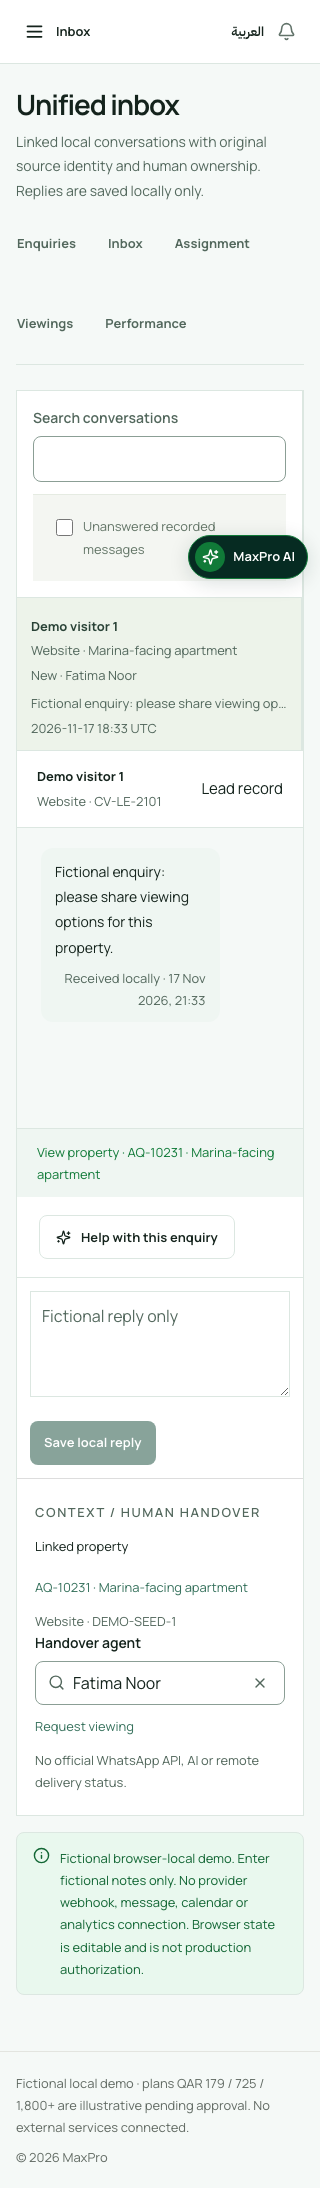 Inbox
العربية
Unified inbox
Linked local conversations with original
source identity and human ownership.
Replies are saved locally only.
Enquiries
Inbox
Assignment
Viewings
Performance
Search conversations
Unanswered recorded
messages
MaxPro AI
Demo visitor 1
Website · Marina-facing apartment
New · Fatima Noor
Fictional enquiry: please share viewing op...
2026-11-17 18:33 UTC
Demo visitor 1
Website · CV-LE-2101
Lead record
Fictional enquiry:
please share viewing
options for this
property.
Received locally · 17 Nov
2026, 21:33
View property · AQ-10231 · Marina-facing
apartment
Help with this enquiry
Fictional reply only
Save local reply
CONTEXT / HUMAN HANDOVER
Linked property
AQ-10231 · Marina-facing apartment
Website · DEMO-SEED-1
Handover agent
Fatima Noor
Request viewing
No official WhatsApp API, AI or remote
delivery status.
Fictional browser-local demo. Enter
fictional notes only. No provider
webhook, message, calendar or
analytics connection. Browser state
is editable and is not production
authorization.
Fictional local demo · plans QAR 179 / 725 /
1,800+ are illustrative pending approval. No
external services connected.
© 2026 MaxPro